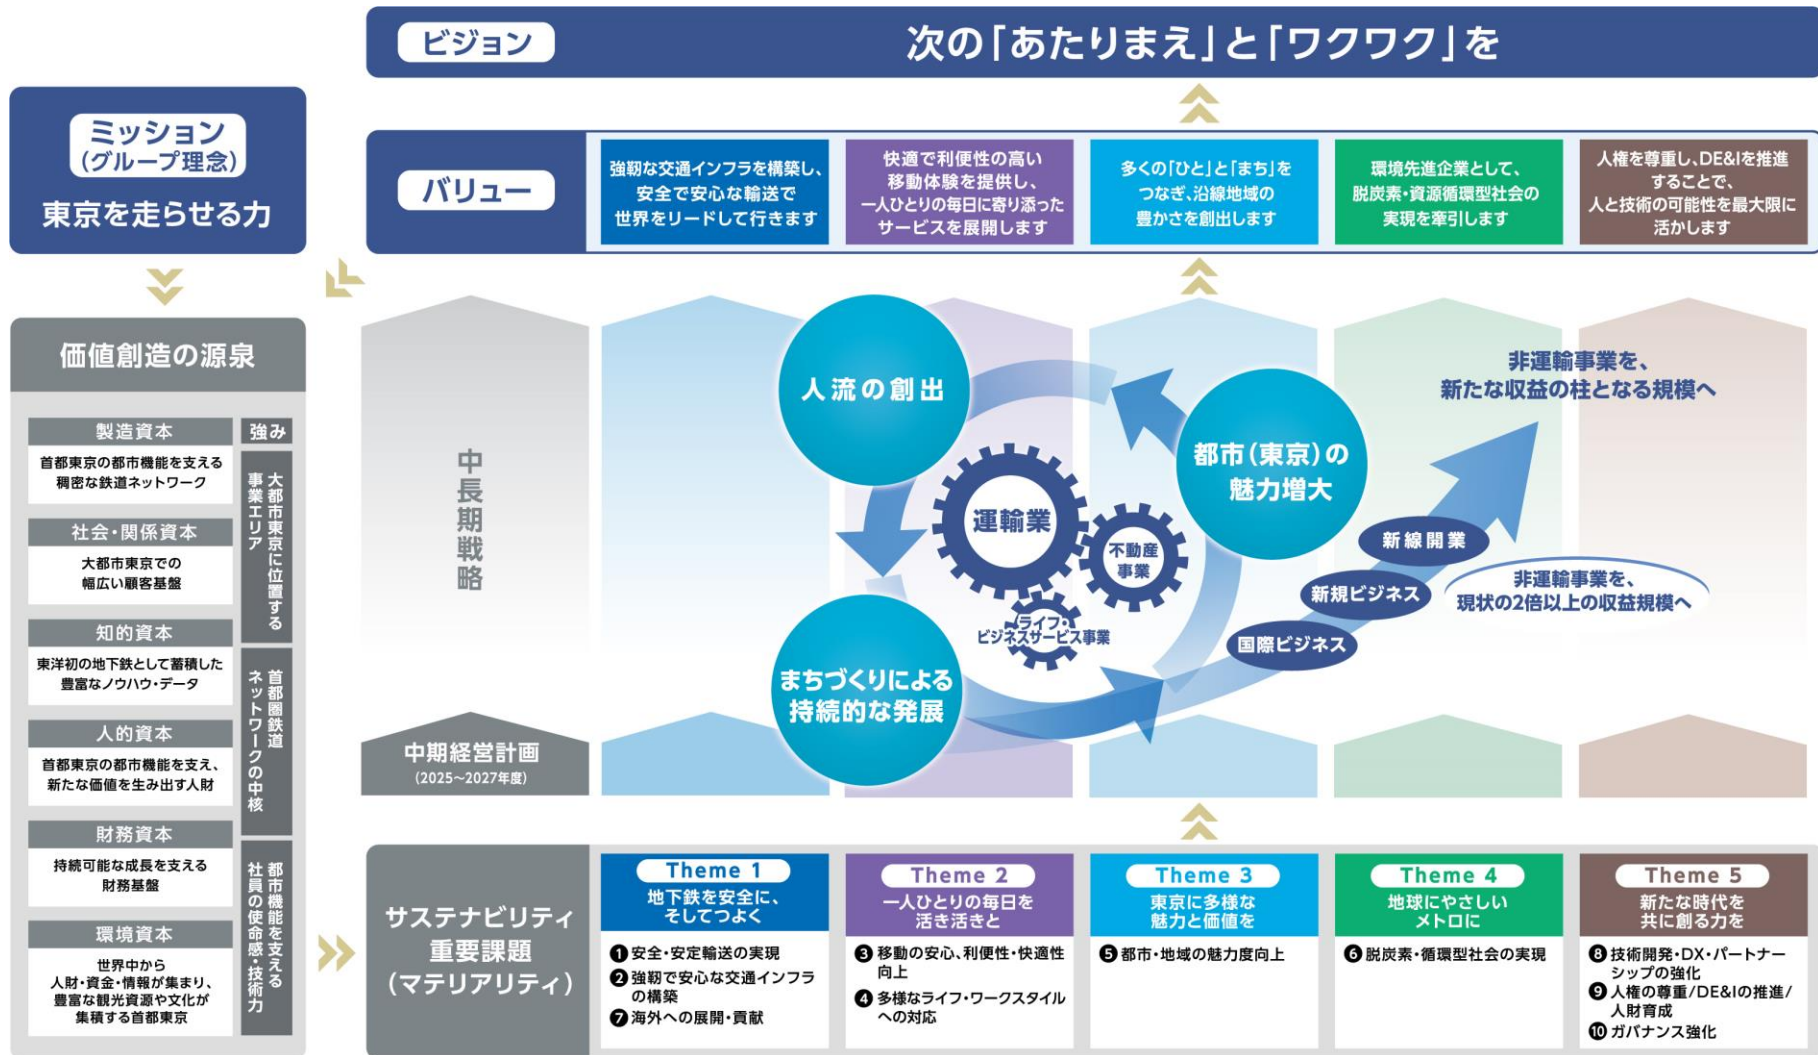 ビジョン
次の「あたりまえ」と「ワクワク」を
ミッション
(グループ理念)
東京を走らせる力
バリュー
強靭な交通インフラを構築し、
安全で安心な輸送で
世界をリードして行きます
快適で利便性の高い
移動体験を提供し、
一人ひとりの毎日に寄り添った
サービスを展開します
多くの「ひと」と「まち」を
つなぎ、沿線地域の
豊かさを創出します
環境先進企業として、
脱炭素・資源循環型社会の
実現を牽引します
人権を尊重し、DE&Iを推進
することで、
人と技術の可能性を最大限に
活かします
価値創造の源泉
製造資本
首都東京の都市機能を支える
稠密な鉄道ネットワーク
社会・関係資本
大都市東京での
幅広い顧客基盤
知的資本
東洋初の地下鉄として蓄積した
豊富なノウハウ・データ
人的資本
首都東京の都市機能を支え、
新たな価値を生み出す人財
財務資本
持続可能な成長を支える
財務基盤
環境資本
世界中から
人財・資金・情報が集まり、
豊富な観光資源や文化が
集積する首都東京
強み
大都市東京に位置する
事業エリア
首都圏鉄道
ネットワークの中核
都市機能を支える
社員の使命感・技術力
中長期戦略
人流の創出
都市(東京)の
魅力増大
まちづくりによる
持続的な発展
運輸業
不動産
事業
ライフ・
ビジネスサービス事業
非運輸事業を、
新たな収益の柱となる規模へ
新線開業
新規ビジネス
国際ビジネス
非運輸事業を、
現状の2倍以上の収益規模へ
中期経営計画
(2025~2027年度)
サステナビリティ
重要課題
(マテリアリティ)
Theme 1
地下鉄を安全に、
そしてつよく
❶安全・安定輸送の実現
❷強靭で安心な交通インフラ
の構築
❼海外への展開・貢献
Theme 2
一人ひとりの毎日を
活き活きと
❸移動の安心、利便性・快適性
向上
❹多様なライフ・ワークスタイル
への対応
Theme 3
東京に多様な
魅力と価値を
❺都市・地域の魅力度向上
Theme 4
地球にやさしい
メトロに
❻脱炭素・循環型社会の実現
Theme 5
新たな時代を
共に創る力を
❽技術開発・DX・パートナー
シップの強化
❾人権の尊重/DE&Iの推進/
人財育成
❿ガバナンス強化